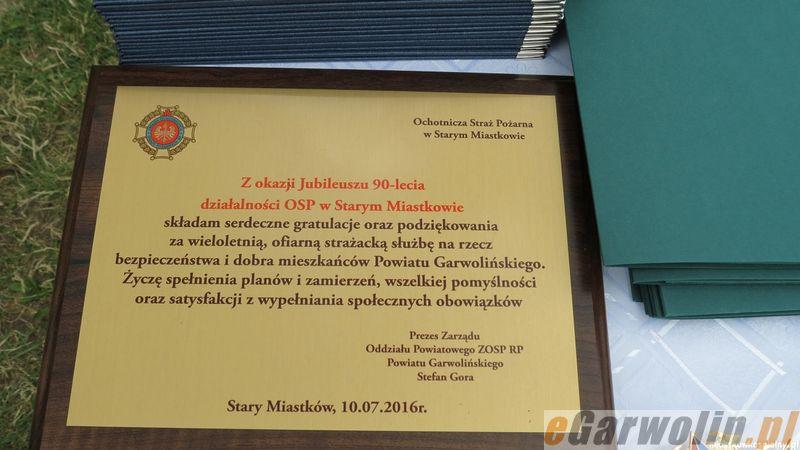 Ochotnicza Straż Pożarna
w Starym Miastkowie
Z okazji Jubileuszu 90-lecia
działalności OSP w Starym Miastkowie
składam serdeczne gratulacje oraz podziękowania
za wieloletnią, ofiarną strażacką służbę na rzecz
bezpieczeństwa i dobra mieszkańców Powiatu Garwolińskiego.
Życzę spełnienia planów i zamierzeń, wszelkiej pomyślności
oraz satysfakcji z wypełniania społecznych obowiązków
Prezes Zarządu
Oddziału Powiatowego ZOSP RP
Powiatu Garwolińskiego
Stefan Gora
Stary Miastków, 10.07.2016r.
eGarwolin.pl